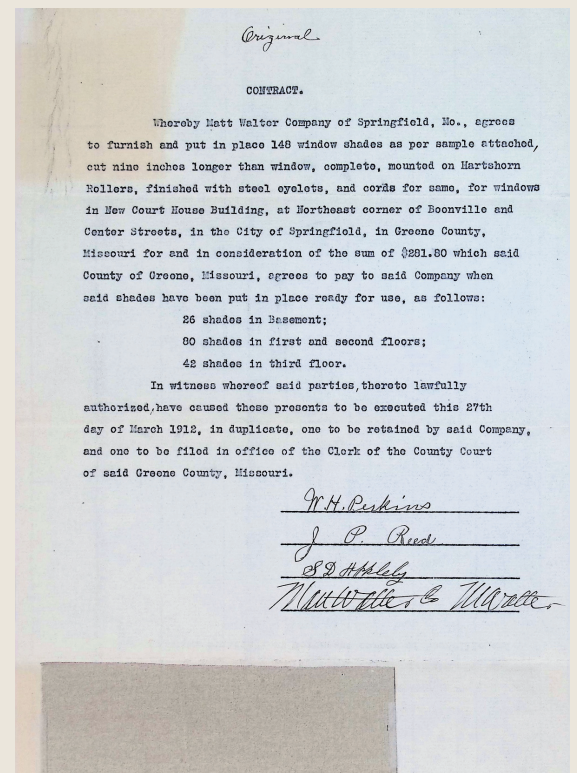 Original
CONTRACT.
Whereby Matt Walter Company of Springfield, Mo., agrees
to furnish and put in place 148 window shades as per sample attached,
cut nine inches longer than window, complete, mounted on Hartshorn
Rollers, finished with steel eyelets, and cords for same, for windows
in New Court House Building, at Northeast corner of Boonville and
Center Streets, in the City of Springfield, in Greene County,
Missouri for and in consideration of the sum of $281.80 which said
County of Greene, Missouri, agrees to pay to said Company when
said shades have been put in place ready for use, as follows:
26 shades in Basement;
80 shades in first and second floors;
42 shades in third floor.
In witness whereof said parties,thereto lawfully
authorized,have caused these presents to be executed this 27th
day of March 1912, in duplicate, one to be retained by said Company,
and one to be filed in office of the Clerk of the County Court
of said Greene County, Missouri.
W.H. Perkins
J P. Reed
S D Appleby
Matt Walter Co M Walter